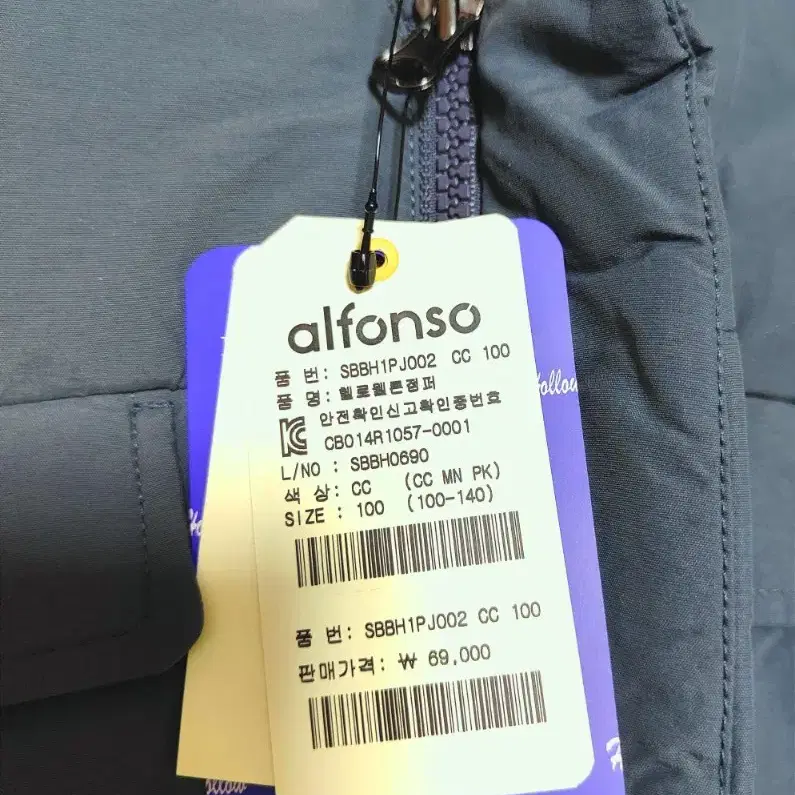 alfonso
품 번: SBBH1PJ002 CC 100
품 명: 헬로웰론점퍼
안전확인신고확인증번호
CB014R1057-0001
L/NO : SBBH0690
색 상: CC (CC MN PK)
SIZE : 100 (100-140)
품 번: SBBH1PJ002 CC 100
판매가격: ₩ 69,000
Hollow